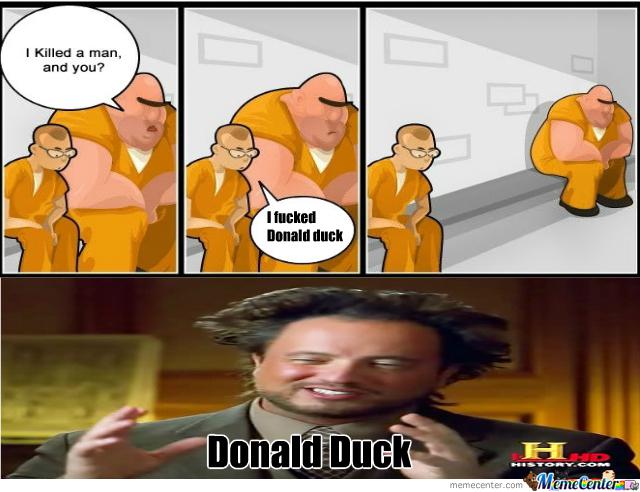 I Killed a man,
and you?
I fucked
Donald duck
Donald Duck
H HD
HISTORY.COM
memecenter.com
MemeCenter